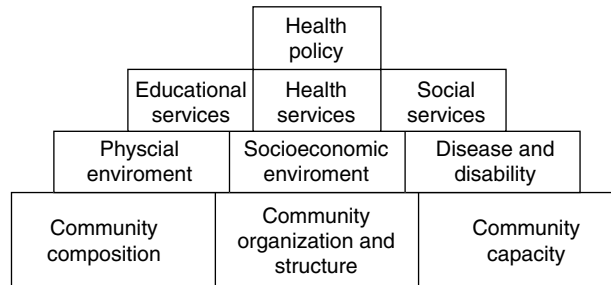 Health
policy
Educational
services
Health
services
Social
services
Physcial
enviroment
Socioeconomic
enviroment
Disease and
disability
Community
composition
Community
organization and
structure
Community
capacity